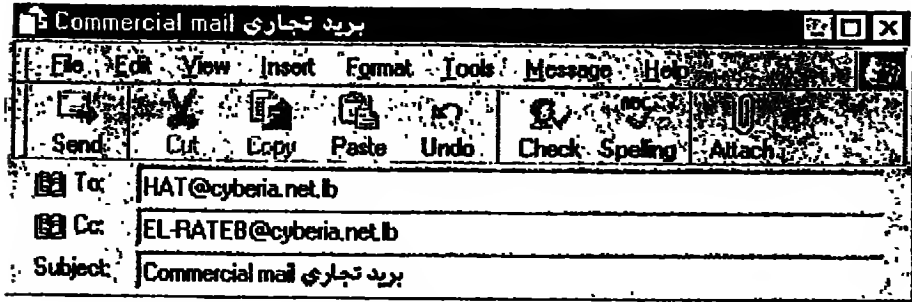 Commercial mail بريد تجاري
File Edit View Insert Format Tools Message Help
Send Cut Copy Paste Undo Check Spelling Attach
To: HAT@cyberia.net.lb
Cc: EL-RATEB@cyberia.net.lb
Subject: Commercial mail بريد تجاري